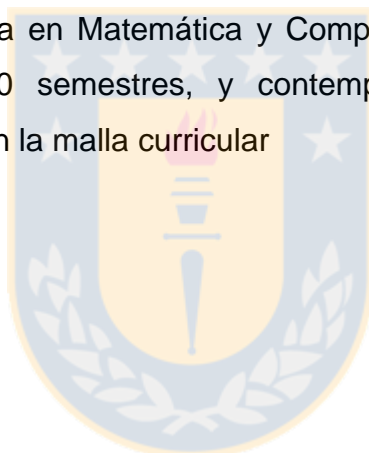 a en Matemática y Comp
0 semestres, y contemp
la malla curricular